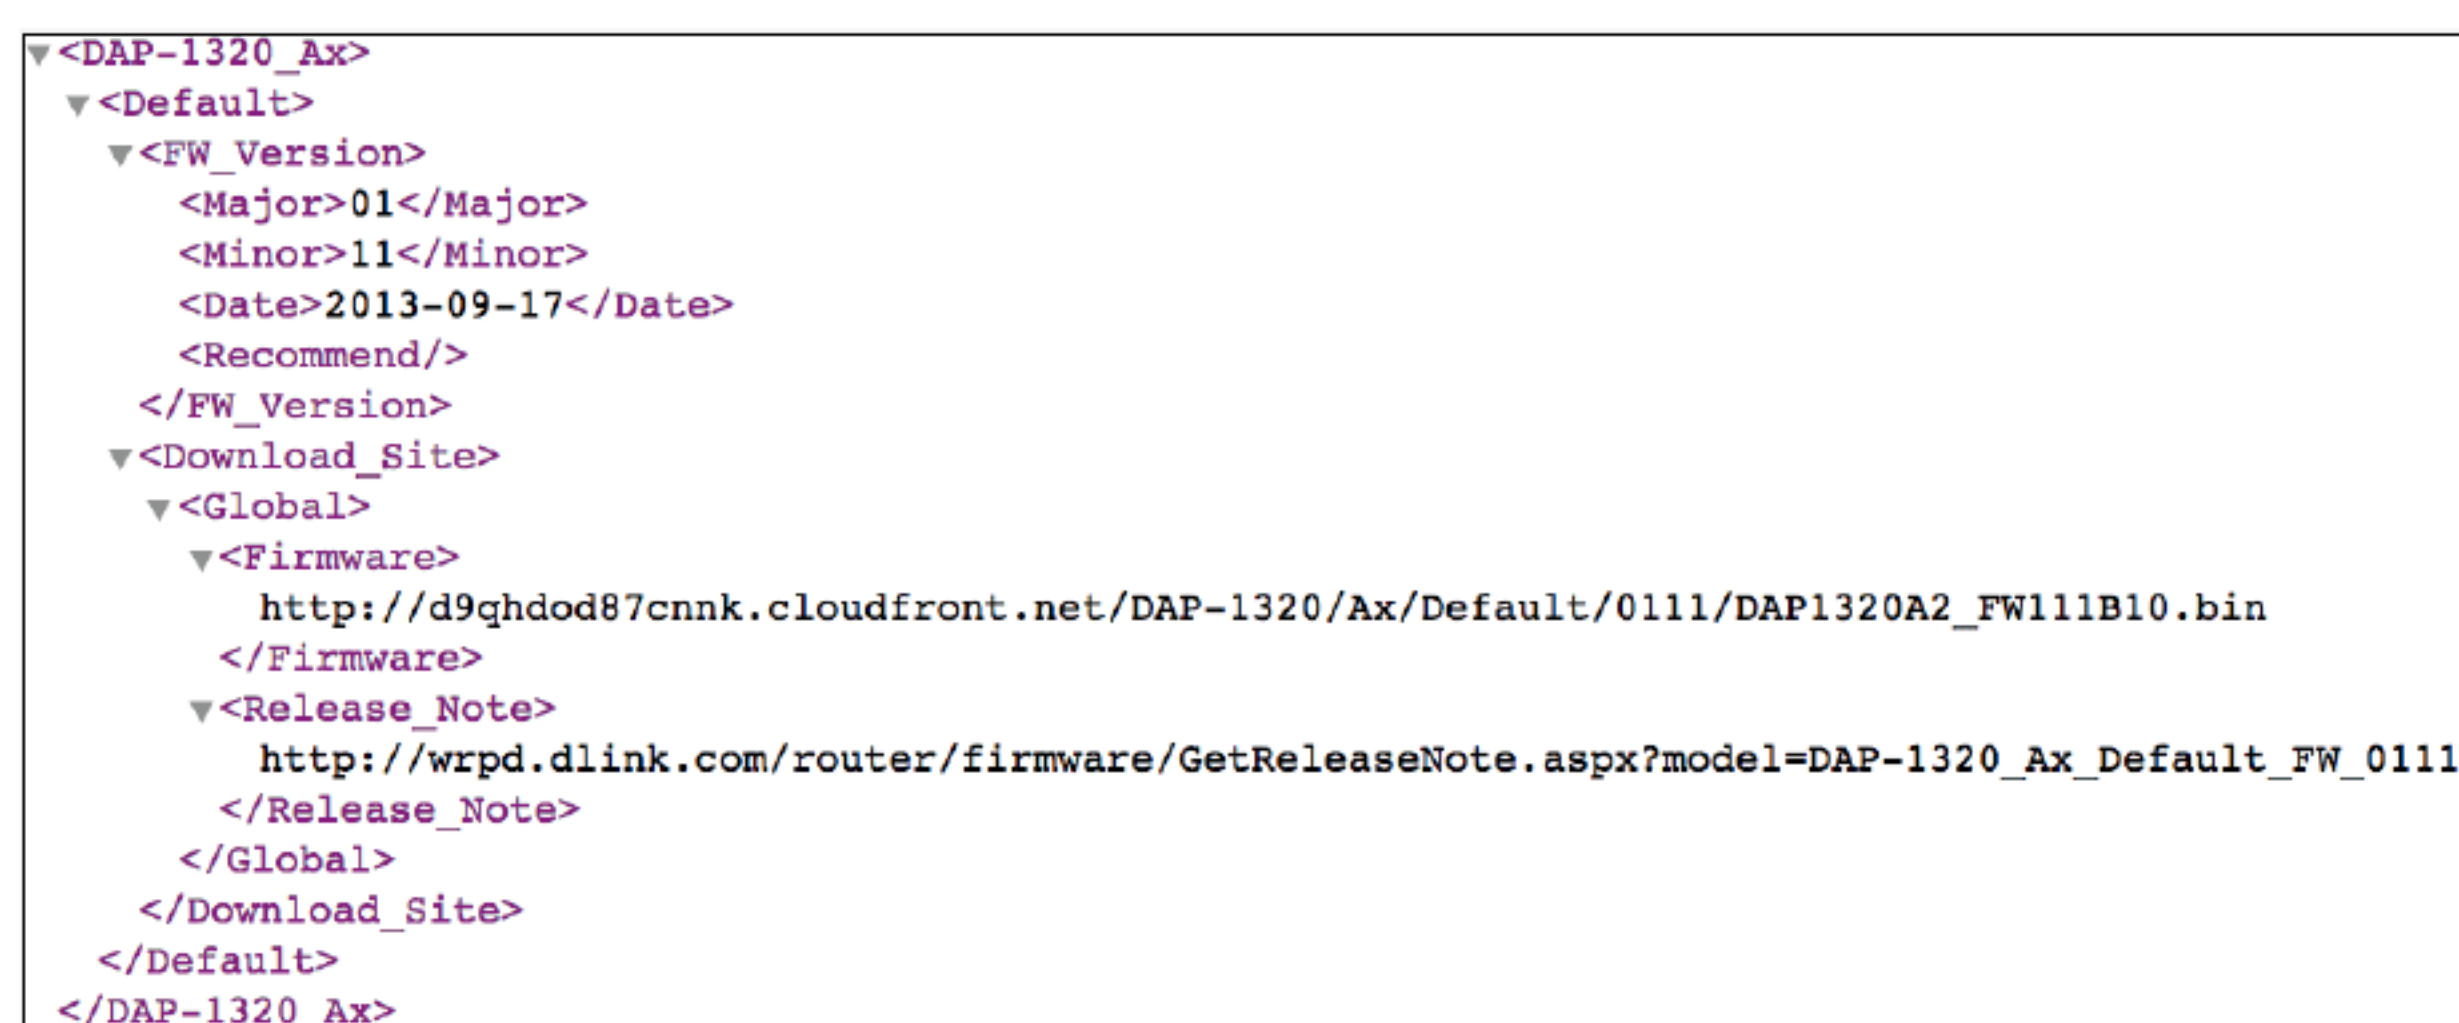 <DAP-1320_Ax>
<Default>
<FW_Version>
<Major>01</Major>
<Minor>11</Minor>
<Date>2013-09-17</Date>
<Recommend/>
</FW_Version>
<Download_Site>
<Global>
<Firmware>
http://d9qhdod87cnnk.cloudfront.net/DAP-1320/Ax/Default/0111/DAP1320A2_FW111B10.bin
</Firmware>
<Release_Note>
http://wrpd.dlink.com/router/firmware/GetReleaseNote.aspx?model=DAP-1320_Ax_Default_FW_0111
</Release_Note>
</Global>
</Download_Site>
</Default>
</DAP-1320_Ax>